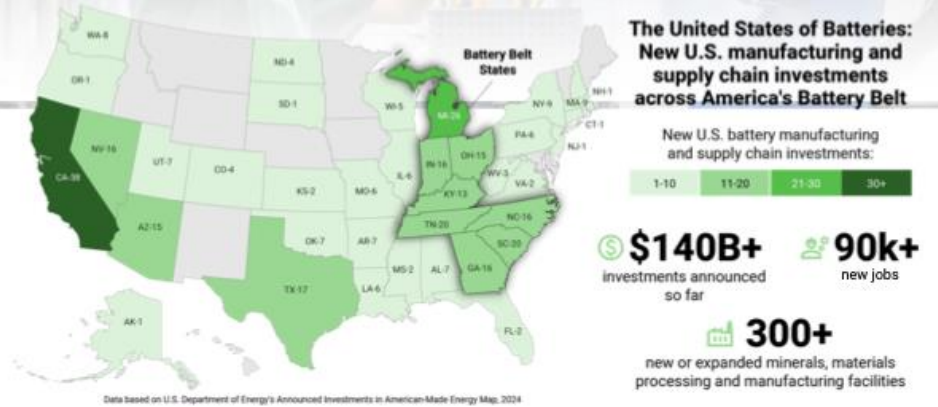 WA-8
OR-1
CA-38
NV-16
UT-7
AZ-15
CO-4
ND-4
SD-1
KS-2
OK-7
TX-17
WI-5
IL-6
MO-6
AR-7
LA-6
MS-2
AL-7
FL-2
AK-1
Battery Belt
States
IN-16
OH-15
KY-13
TN-20
NC-16
SC-20
GA-16
WV-3
VA-2
PA-6
NY-9
MA-9
NH-1
CT-1
NJ-1
Data based on U.S. Department of Energy's Announced Investments in American-Made Energy Map, 2024
The United States of Batteries:
New U.S. manufacturing and
supply chain investments
across America's Battery Belt
New U.S. battery manufacturing
and supply chain investments:
1-10 11-20 21-30 30+
$140B+
investments announced
so far
90k+
new jobs
300+
new or expanded minerals, materials
processing and manufacturing facilities